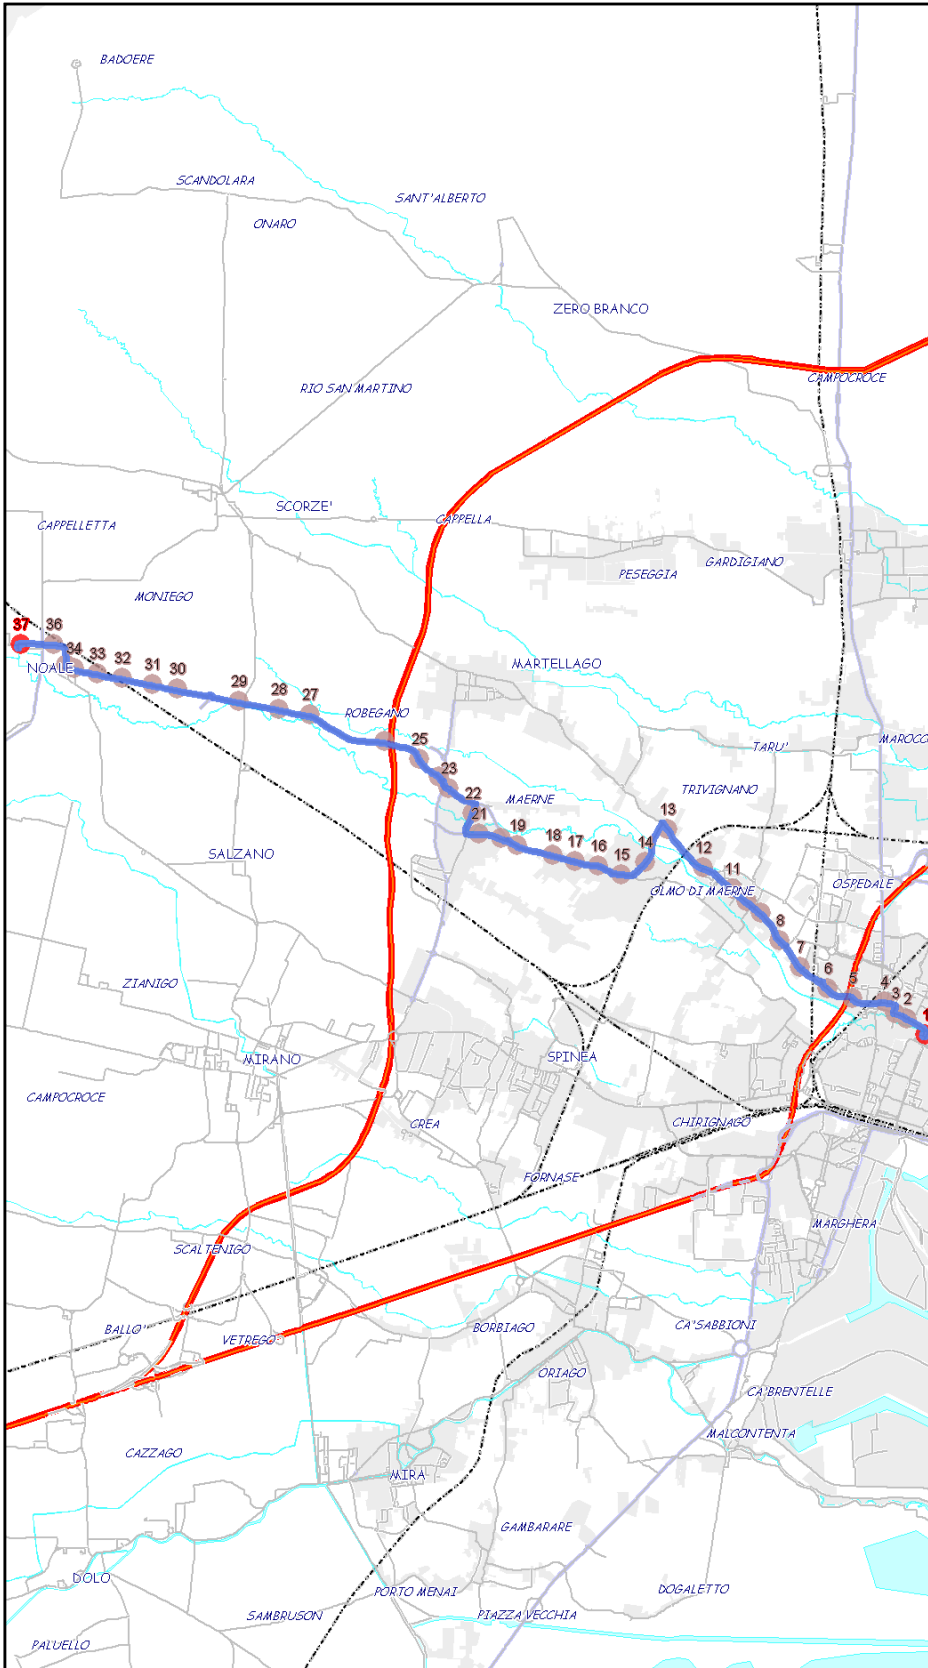 BADOERE
SCANDOLARA
SANT'ALBERTO
ONARO
ZERO BRANCO
CAMPOCROCE
RIO SAN MARTINO
SCORZE'
CAPPELLA
CAPPELLETTA
GARDIGIANO
PESEGGIA
MONIEGO
37
36
34
33
32
31
30
29
28
27
NOALE
MARTELLAGO
ROBEGANO
25
23
22
21
19
18
17
16
15
14
13
12
11
8
7
6
5
4
3
2
1
TARU'
MAROCO
TRIVIGNANO
MAERNE
SALZANO
OLMO DI MAERNE
OSPEDALE
ZIANIGO
MIRANO
SPINEA
CAMPOCROCE
CREA
CHIRIGNAGO
FORNASE
MARGHERA
SCALTENIGO
BALLO'
VETREGO
BORBIAGO
CA'SABBIONI
ORIAGO
CA'BRENTELLE
MALCONTENTA
CAZZAGO
MIRA
GAMBARARE
DOLO
PORTO MENAI
DOGALETTO
SAMBRUSON
PIAZZA VECCHIA
PALUELLO